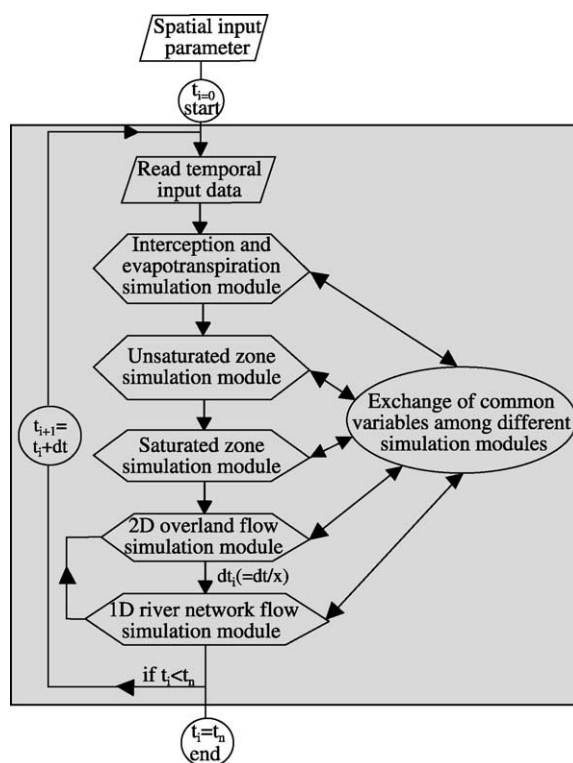 Spatial input
parameter
t_{i=0}
start
Read temporal
input data
Interception and
evapotranspiration
simulation module
Unsaturated zone
simulation module
Exchange of common
variables among different
simulation modules
t_{i+1}=
t_i+dt
Saturated zone
simulation module
2D overland flow
simulation module
dt_i(=dt/x)
1D river network flow
simulation module
if t_i<t_n
t_i=t_n
end